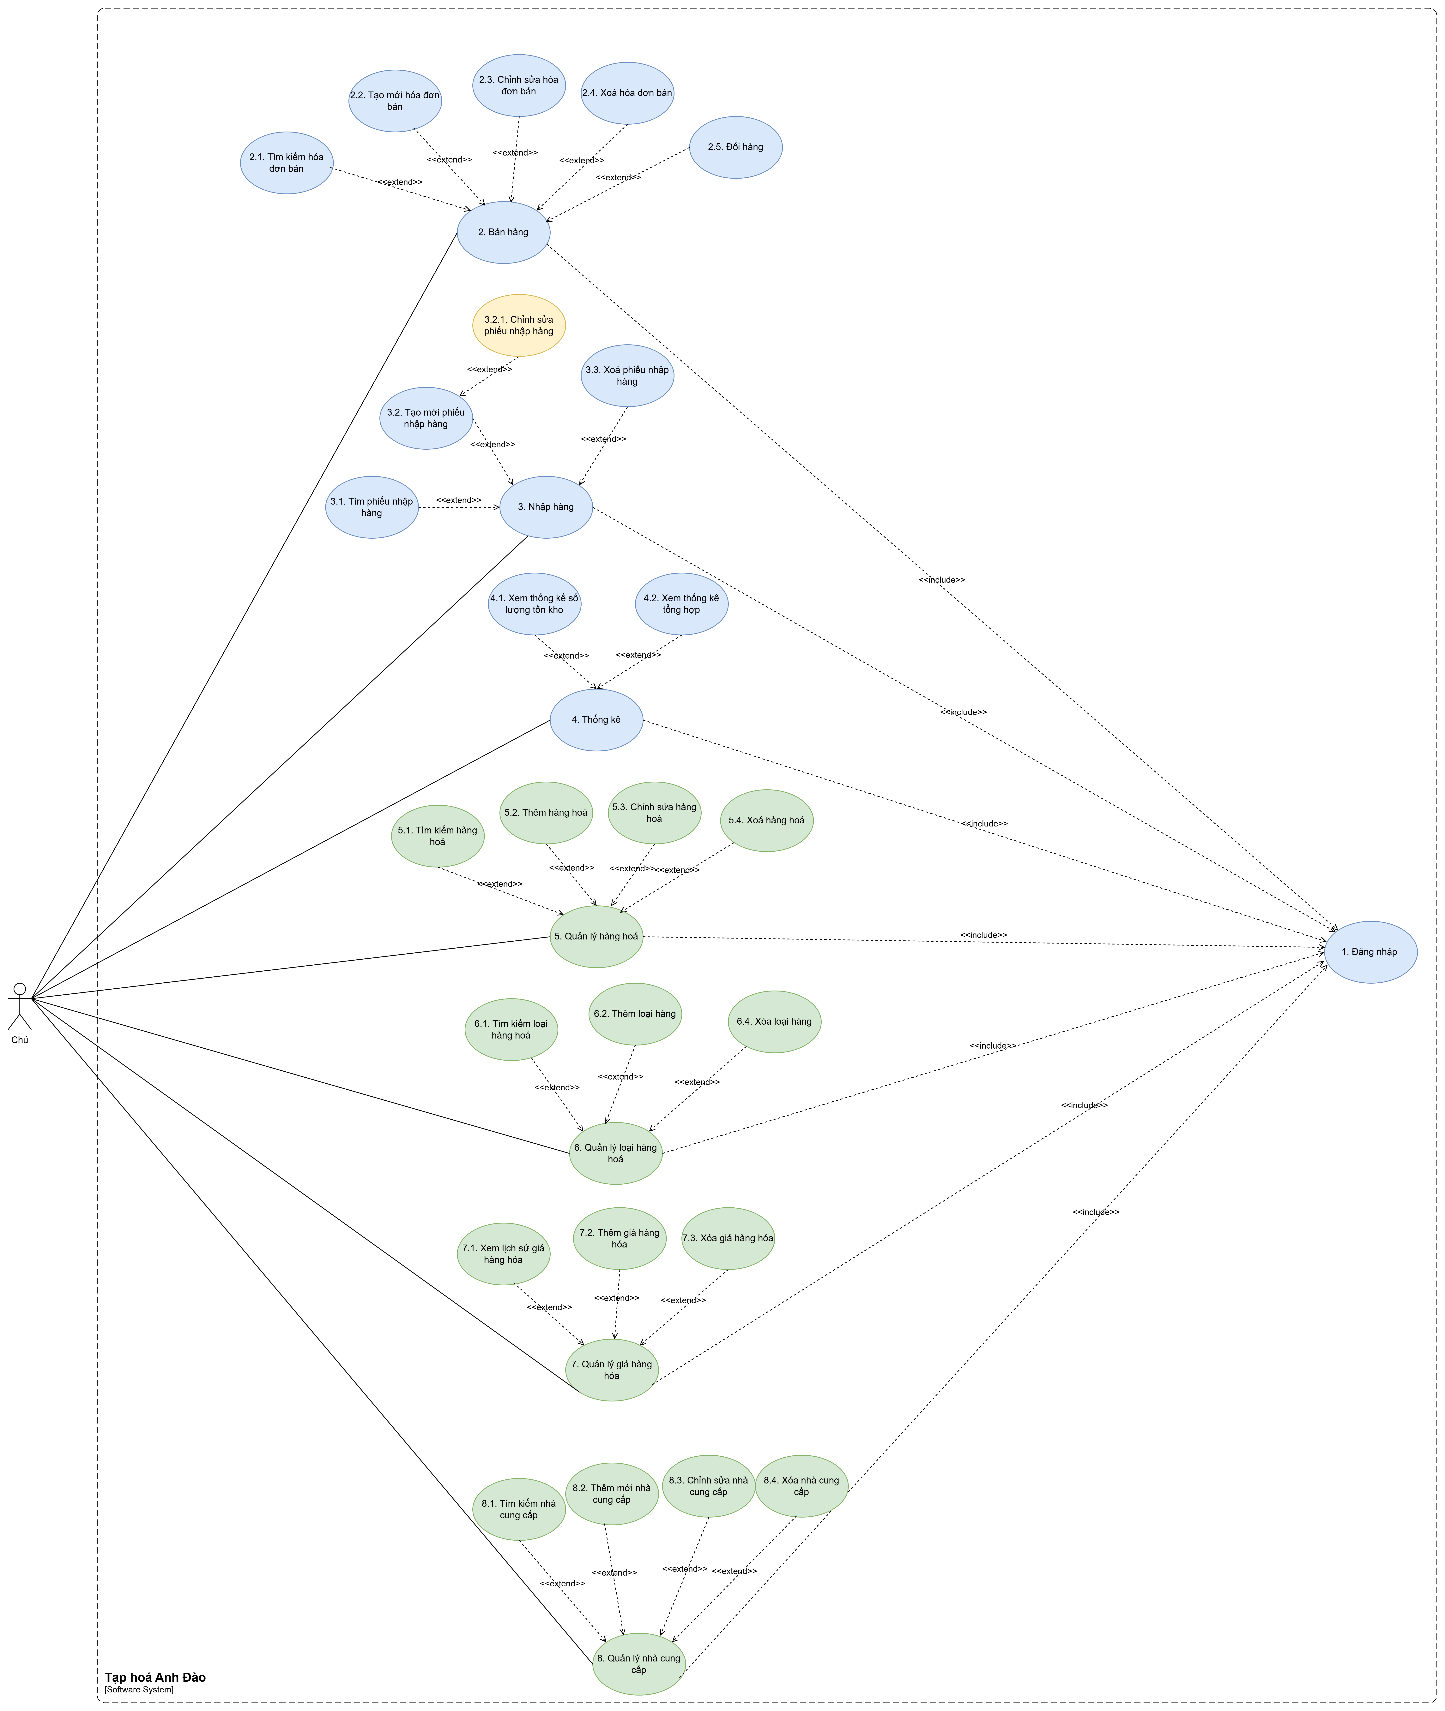 2.3. Chỉnh sửa hóa
đơn bán
2.2. Tạo mới hóa đơn
bán
2.4. Xoá hóa đơn bán
2.5. Đổi hàng
2.1. Tìm kiếm hóa
đơn bán
<<extend>>
<<extend>>
<<extend>>
<<extend>>
<<extend>>
2. Bán hàng
3.2.1. Chỉnh sửa
phiếu nhập hàng
<<extend>>
3.3. Xoá phiếu nhập
hàng
3.2. Tạo mới phiếu
nhập hàng
<<extend>>
<<extend>>
3.1. Tìm phiếu nhập
hàng
<<extend>>
3. Nhập hàng
<<include>>
4.1. Xem thống kê số
lượng tồn kho
4.2. Xem thống kê
tổng hợp
<<extend>>
<<extend>>
<<include>>
4. Thống kê
5.1. Tìm kiếm hàng
hoá
5.2. Thêm hàng hoá
5.3. Chỉnh sửa hàng
hoá
5.4. Xoá hàng hoá
<<include>>
<<extend>>
<<extend>>
<<extend>>
<<extend>>
5. Quản lý hàng hoá
<<include>>
1. Đăng nhập
Chủ
6.1. Tìm kiếm loại
hàng hoá
6.2. Thêm loại hàng
6.4. Xóa loại hàng
<<include>>
<<extend>>
<<extend>>
<<extend>>
<<include>>
6. Quản lý loại hàng
hoá
<<include>>
7.1. Xem lịch sử giá
hàng hóa
7.2. Thêm giá hàng
hóa
7.3. Xóa giá hàng hóa
<<extend>>
<<extend>>
<<extend>>
7. Quản lý giá hàng
hóa
8.1. Tìm kiếm nhà
cung cấp
8.2. Thêm mới nhà
cung cấp
8.3. Chỉnh sửa nhà
cung cấp
8.4. Xóa nhà cung
cấp
<<extend>>
<<extend>>
<<extend>>
<<extend>>
8. Quản lý nhà cung
cấp
Tạp hoá Anh Đào
[Software System]